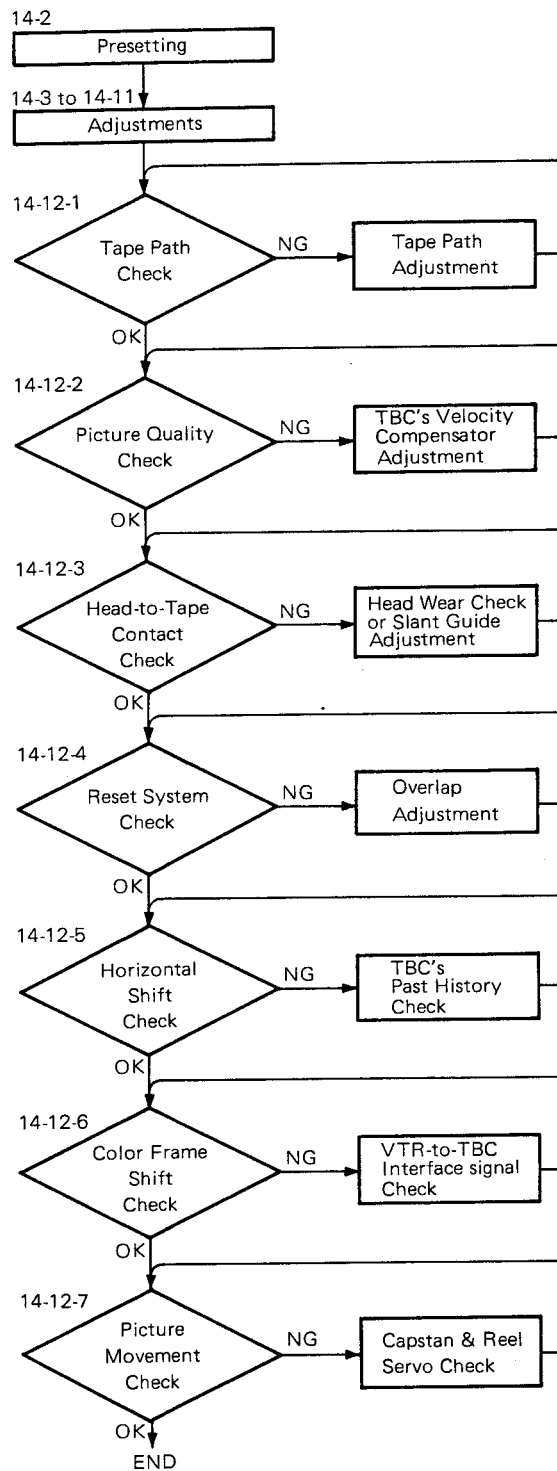 14-2
Presetting
14-3 to 14-11
Adjustments
14-12-1
Tape Path
Check
NG
Tape Path
Adjustment
OK
14-12-2
Picture Quality
Check
NG
TBC's Velocity
Compensator
Adjustment
OK
14-12-3
Head-to-Tape
Contact
Check
NG
Head Wear Check
or Slant Guide
Adjustment
OK
14-12-4
Reset System
Check
NG
Overlap
Adjustment
OK
14-12-5
Horizontal
Shift
Check
NG
TBC's
Past History
Check
OK
14-12-6
Color Frame
Shift
Check
NG
VTR-to-TBC
Interface signal
Check
OK
14-12-7
Picture
Movement
Check
NG
Capstan & Reel
Servo Check
OK
END